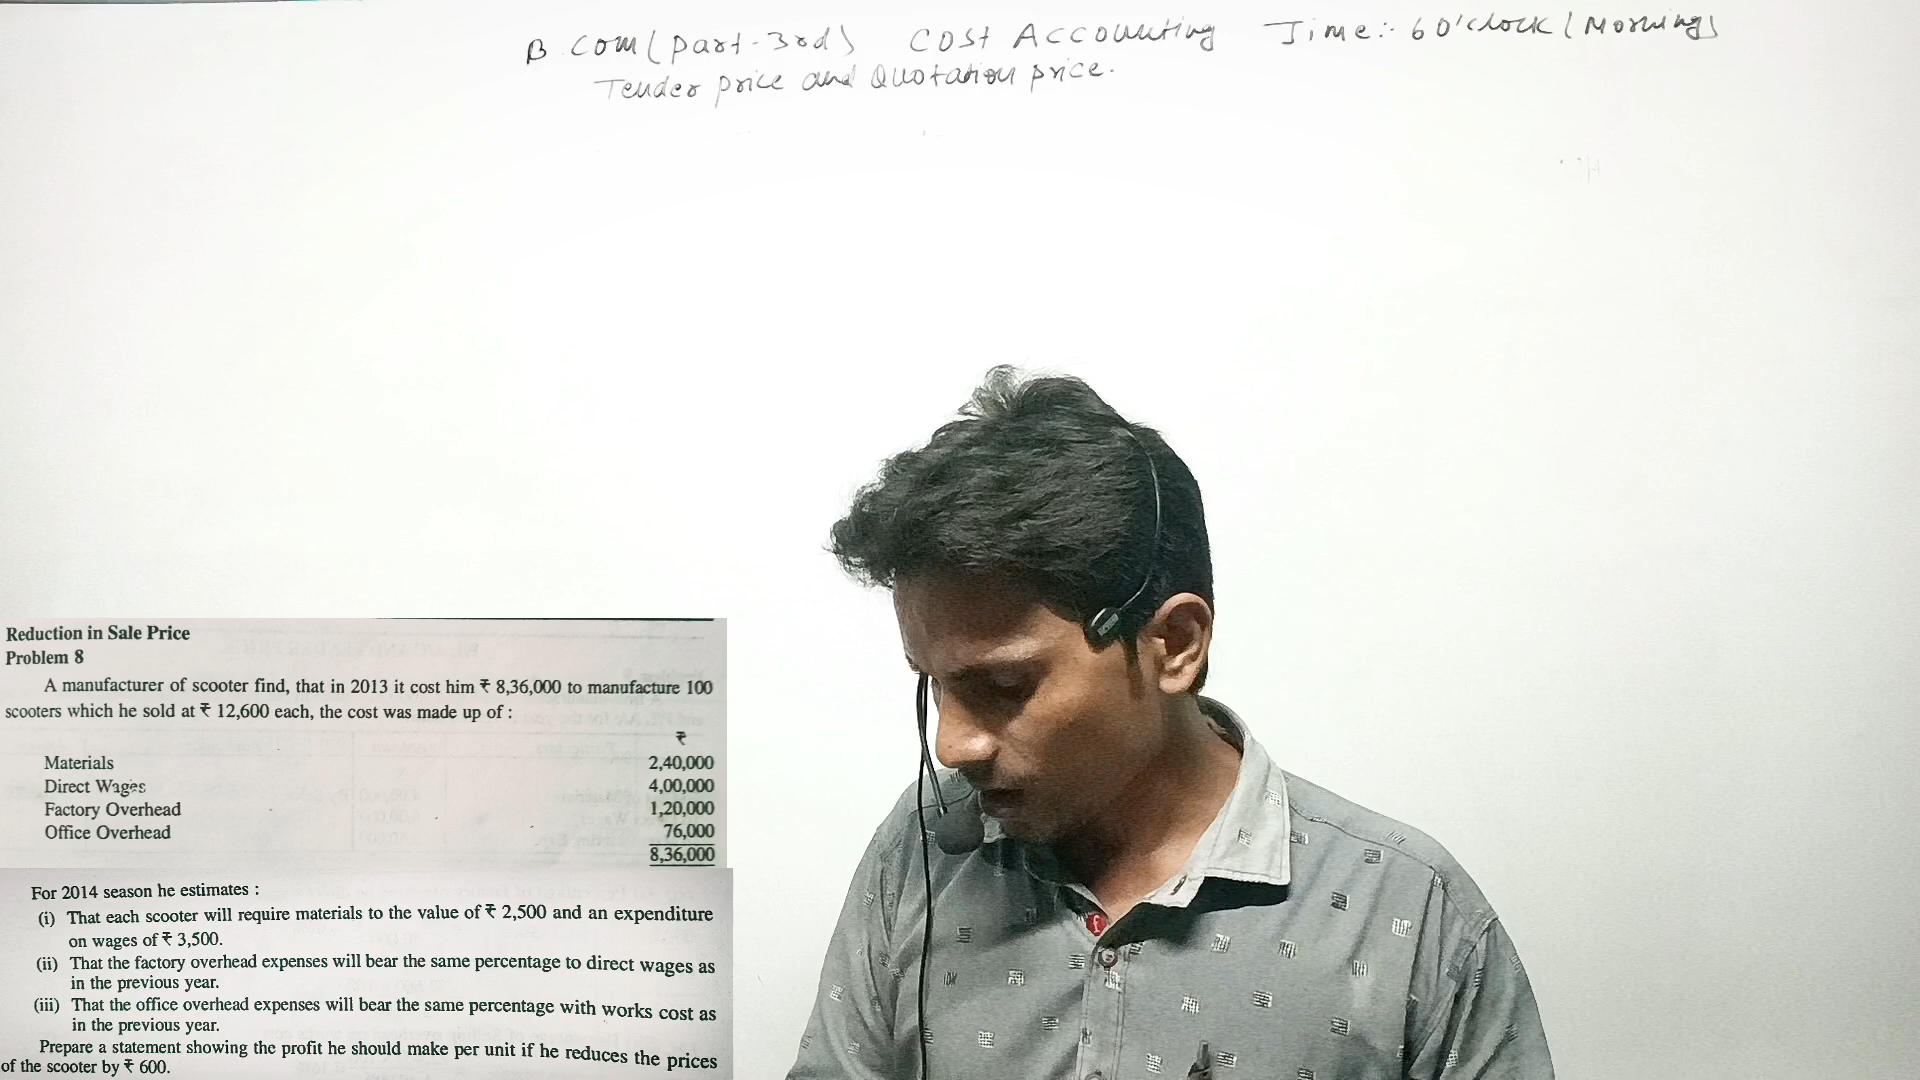 B.Com (Part-3rd) COST Accounting Time:- 6 O'clock (Morning)
Tender price and Quotation price.
Reduction in Sale Price
Problem 8
A manufacturer of scooter find, that in 2013 it cost him ₹ 8,36,000 to manufacture 100
scooters which he sold at ₹ 12,600 each, the cost was made up of :
₹
Materials 2,40,000
Direct Wages 4,00,000
Factory Overhead 1,20,000
Office Overhead 76,000
8,36,000
For 2014 season he estimates :
(i) That each scooter will require materials to the value of ₹ 2,500 and an expenditure
on wages of ₹ 3,500.
(ii) That the factory overhead expenses will bear the same percentage to direct wages as
in the previous year.
(iii) That the office overhead expenses will bear the same percentage with works cost as
in the previous year.
Prepare a statement showing the profit he should make per unit if he reduces the prices
of the scooter by ₹ 600.